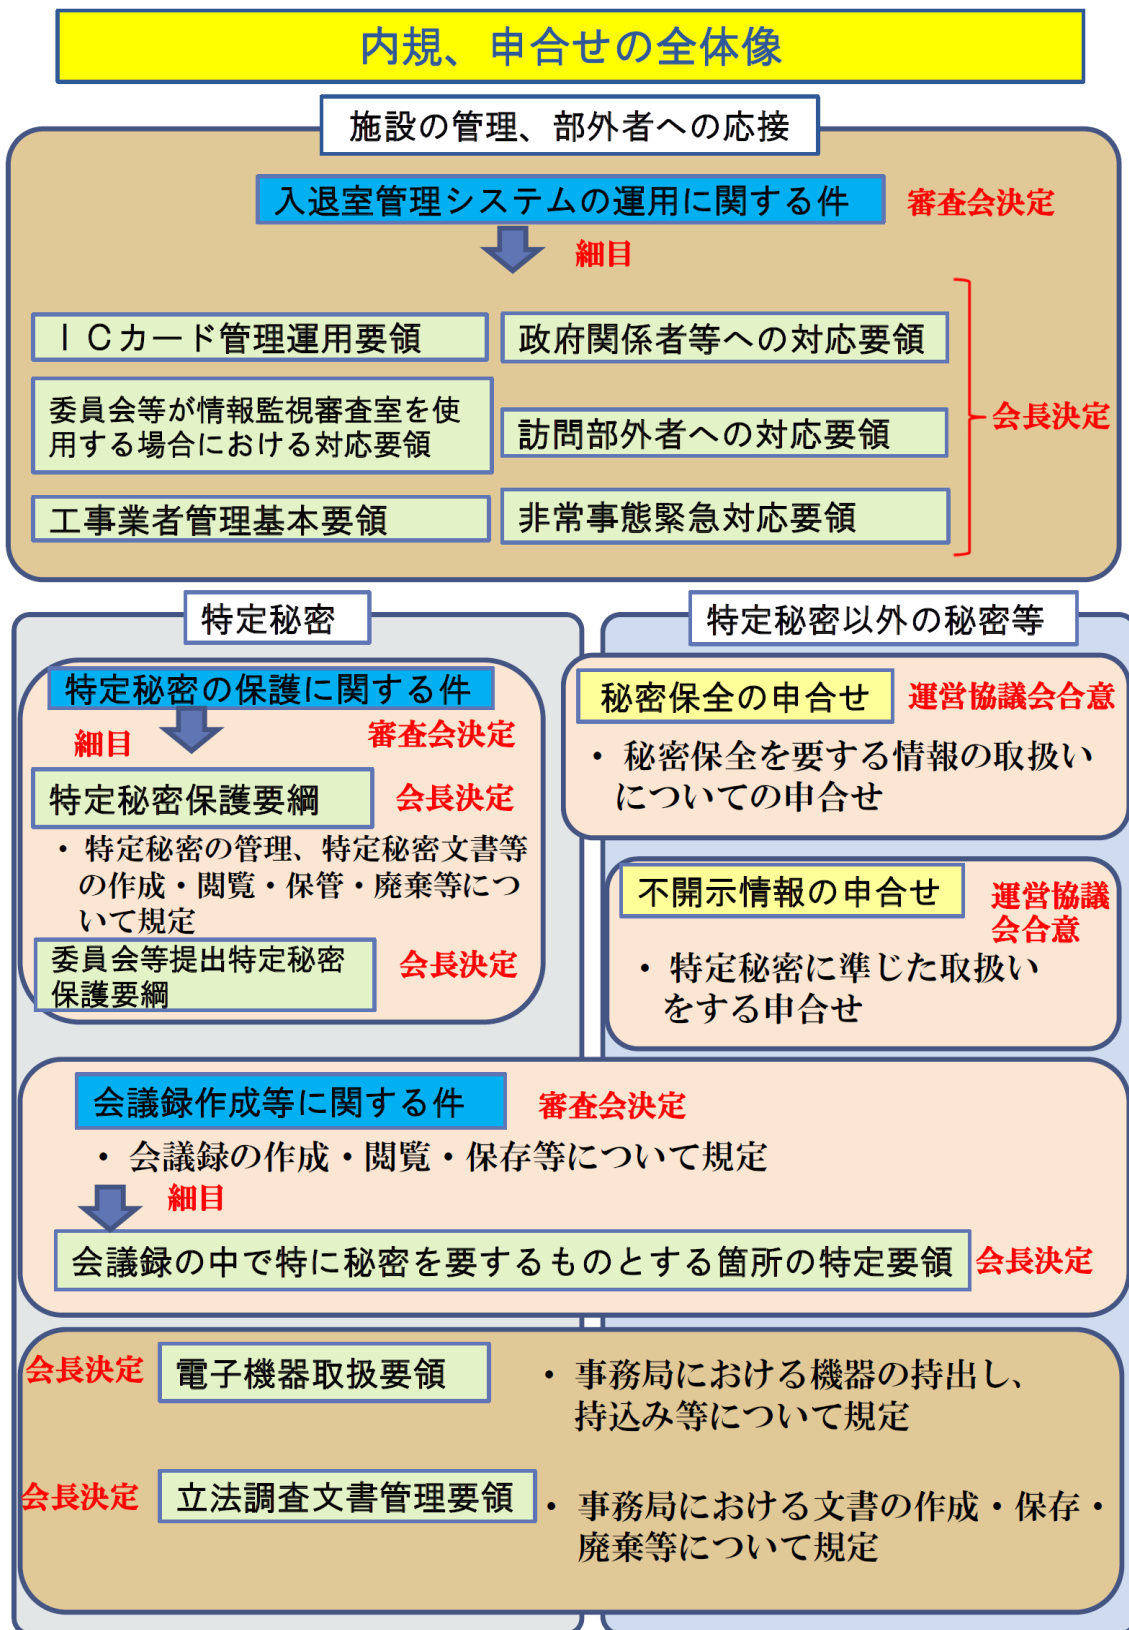 内規、申合せの全体像
施設の管理、部外者への応接
入退室管理システムの運用に関する件
審査会決定
細目
ＩＣカード管理運用要領
政府関係者等への対応要領
委員会等が情報監視審査室を使
用する場合における対応要領
訪問部外者への対応要領
会長決定
工事業者管理基本要領
非常事態緊急対応要領
特定秘密
特定秘密の保護に関する件
細目
審査会決定
特定秘密保護要綱
会長決定
・特定秘密の管理、特定秘密文書等
の作成・閲覧・保管・廃棄等につ
いて規定
委員会等提出特定秘密
保護要綱
会長決定
特定秘密以外の秘密等
秘密保全の申合せ
運営協議会合意
・秘密保全を要する情報の取扱い
についての申合せ
不開示情報の申合せ
運営協議
会合意
・特定秘密に準じた取扱い
をする申合せ
会議録作成等に関する件
審査会決定
・会議録の作成・閲覧・保存等について規定
細目
会議録の中で特に秘密を要するものとする箇所の特定要領
会長決定
会長決定
電子機器取扱要領
・事務局における機器の持出し、
持込み等について規定
会長決定
立法調査文書管理要領
・事務局における文書の作成・保存・
廃棄等について規定